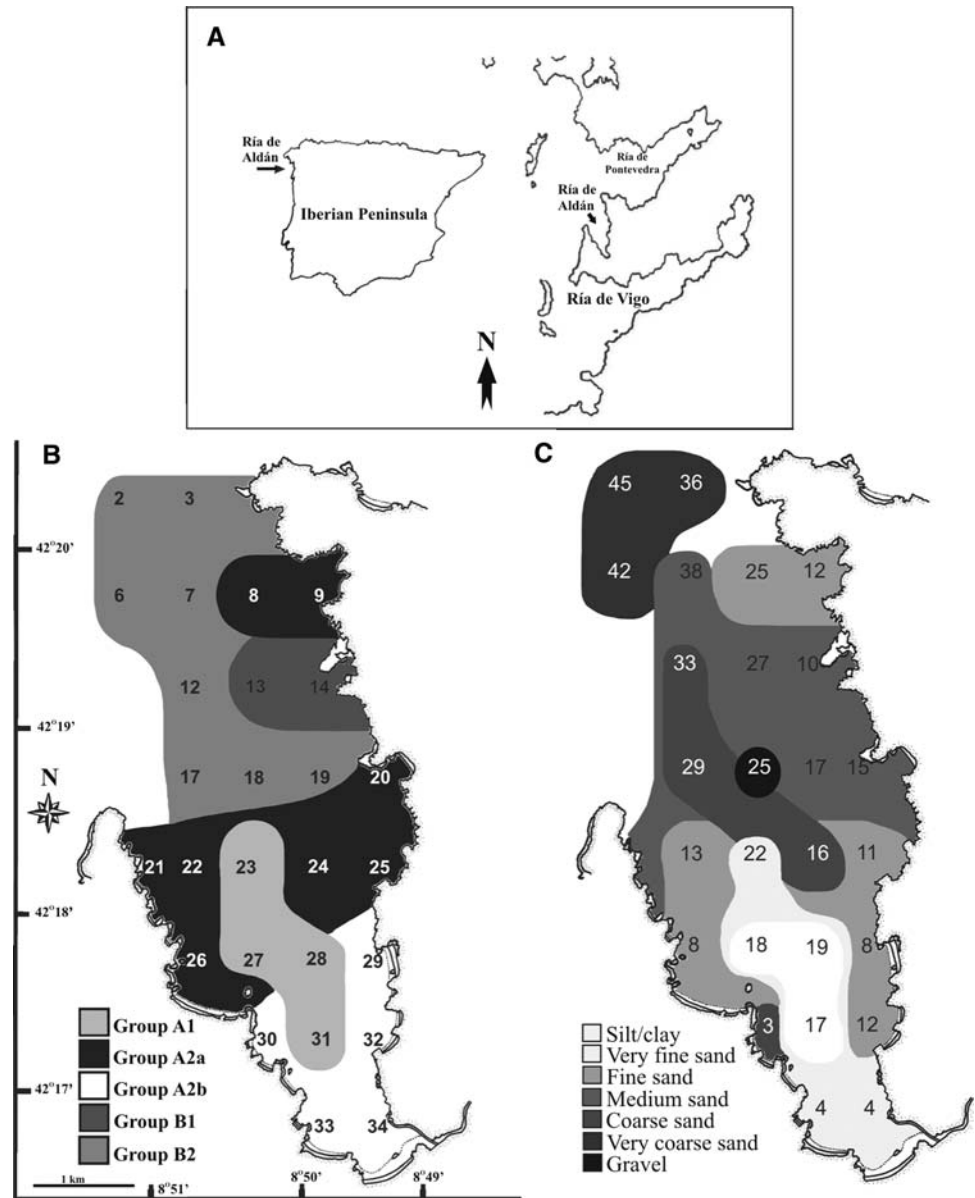 A
Ría de
Aldán
Iberian Peninsula
Ría de
Pontevedra
Ría de
Aldán
Ría de Vigo
N
B
2 3
42°20'
6 7 8 9
12 13 14
42°19'
N
17 18 19 20
21 22 23 24 25
42°18'
26 27 28 29
30 31 32
42°17'
33 34
Group A1
Group A2a
Group A2b
Group B1
Group B2
1 km
8°51' 8°50' 8°49'
C
45 36
42 38 25 12
33 27 10
29 25 17 15
13 22 16 11
8 18 19 8
3 17 12
4 4
Silt/clay
Very fine sand
Fine sand
Medium sand
Coarse sand
Very coarse sand
Gravel